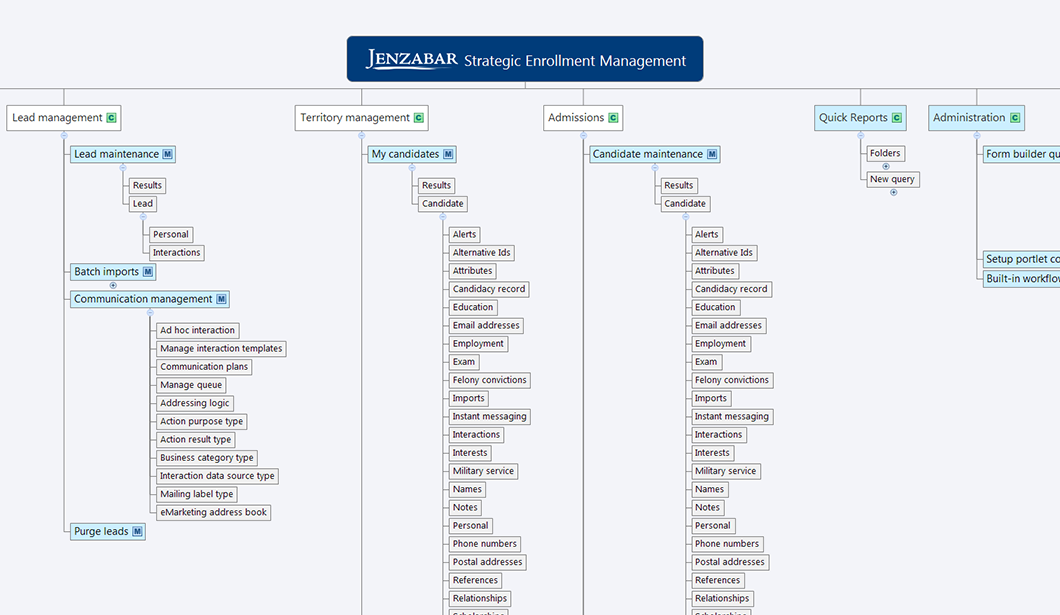 JENZABAR Strategic Enrollment Management
Lead management C
Territory management C
Admissions C
Quick Reports C
Administration C
Lead maintenance M
Results
Lead
Personal
Interactions
Batch imports M
Communication management M
Ad hoc interaction
Manage interaction templates
Communication plans
Manage queue
Addressing logic
Action purpose type
Action result type
Business category type
Interaction data source type
Mailing label type
eMarketing address book
Purge leads M
My candidates M
Results
Candidate
Alerts
Alternative Ids
Attributes
Candidacy record
Education
Email addresses
Employment
Exam
Felony convictions
Imports
Instant messaging
Interactions
Interests
Military service
Names
Notes
Personal
Phone numbers
Postal addresses
References
Relationships
Candidate maintenance M
Results
Candidate
Alerts
Alternative Ids
Attributes
Candidacy record
Education
Email addresses
Employment
Exam
Felony convictions
Imports
Instant messaging
Interactions
Interests
Military service
Names
Notes
Personal
Phone numbers
Postal addresses
References
Relationships
Folders
New query
Form builder qu
Setup portlet co
Built-in workflow